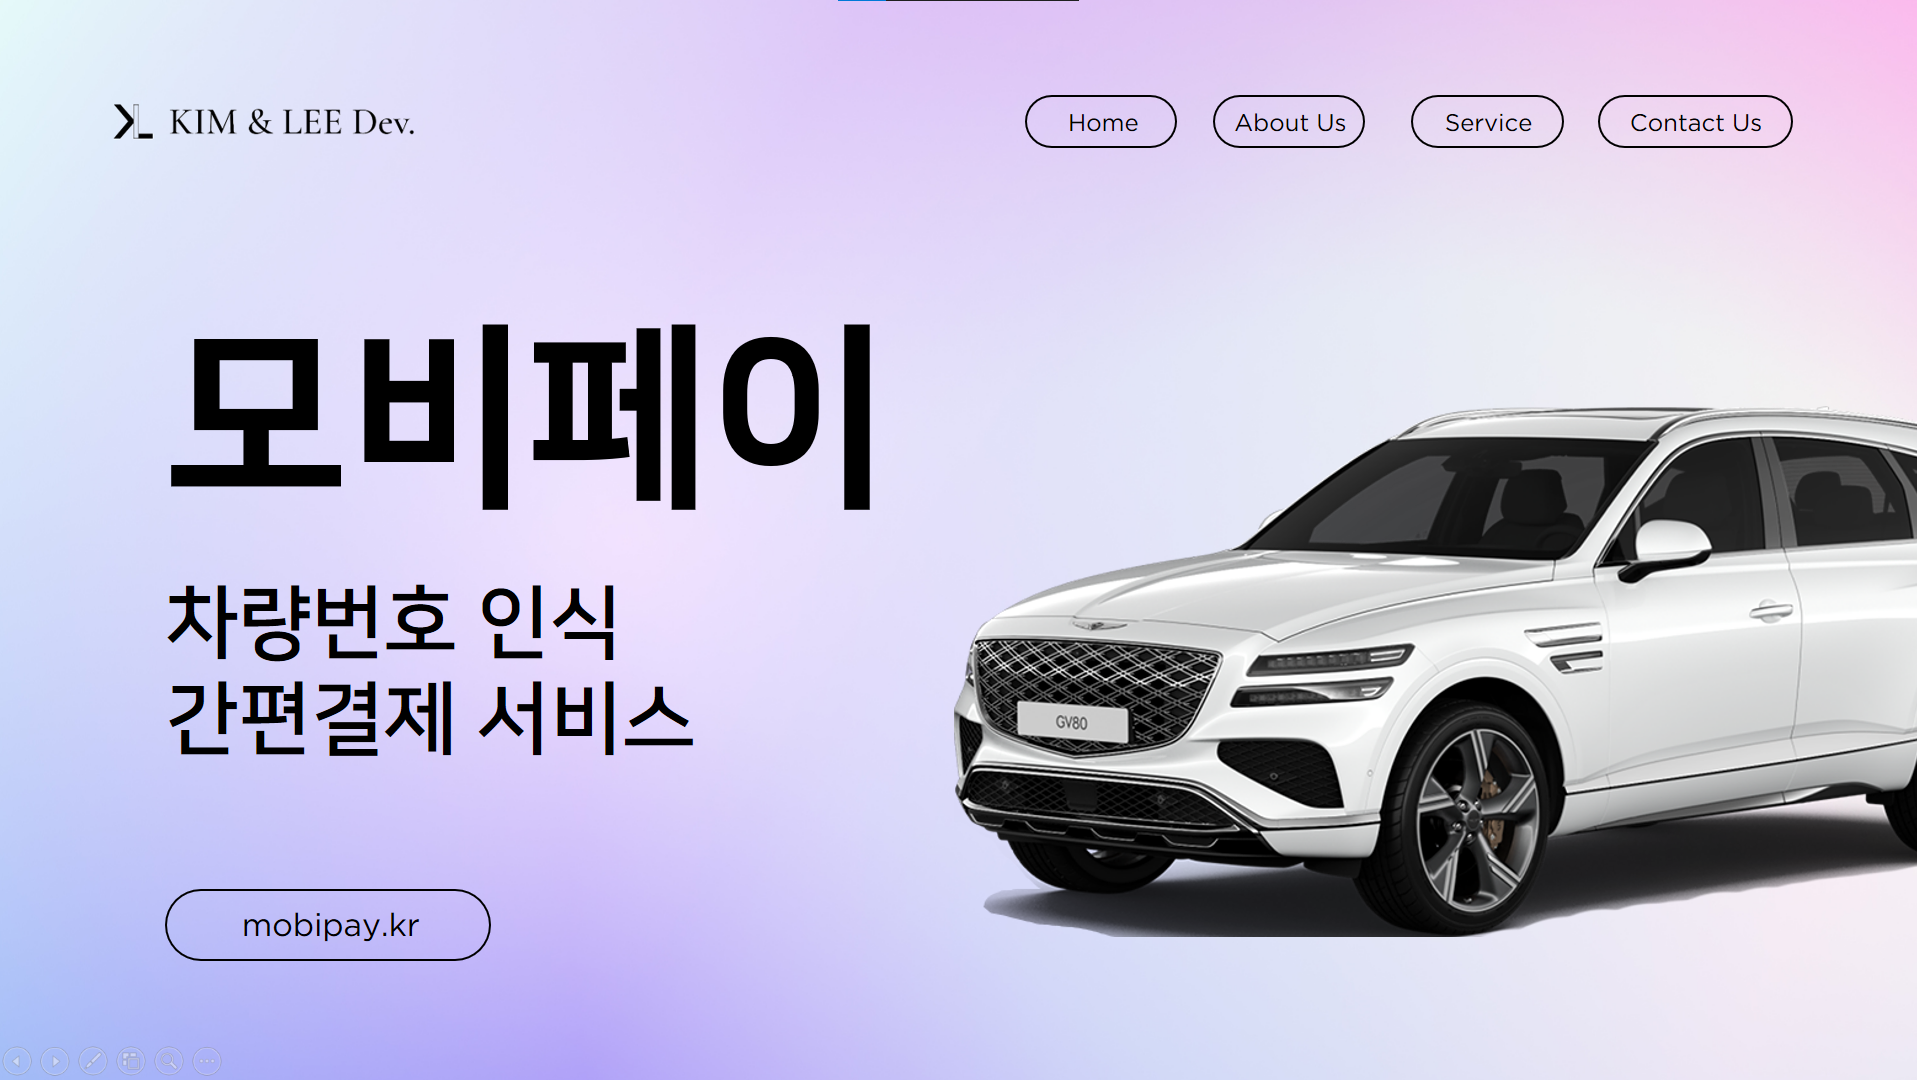 KIM & LEE Dev.
Home
About Us
Service
Contact Us
모비페이
차량번호 인식
간편결제 서비스
GV80
mobipay.kr